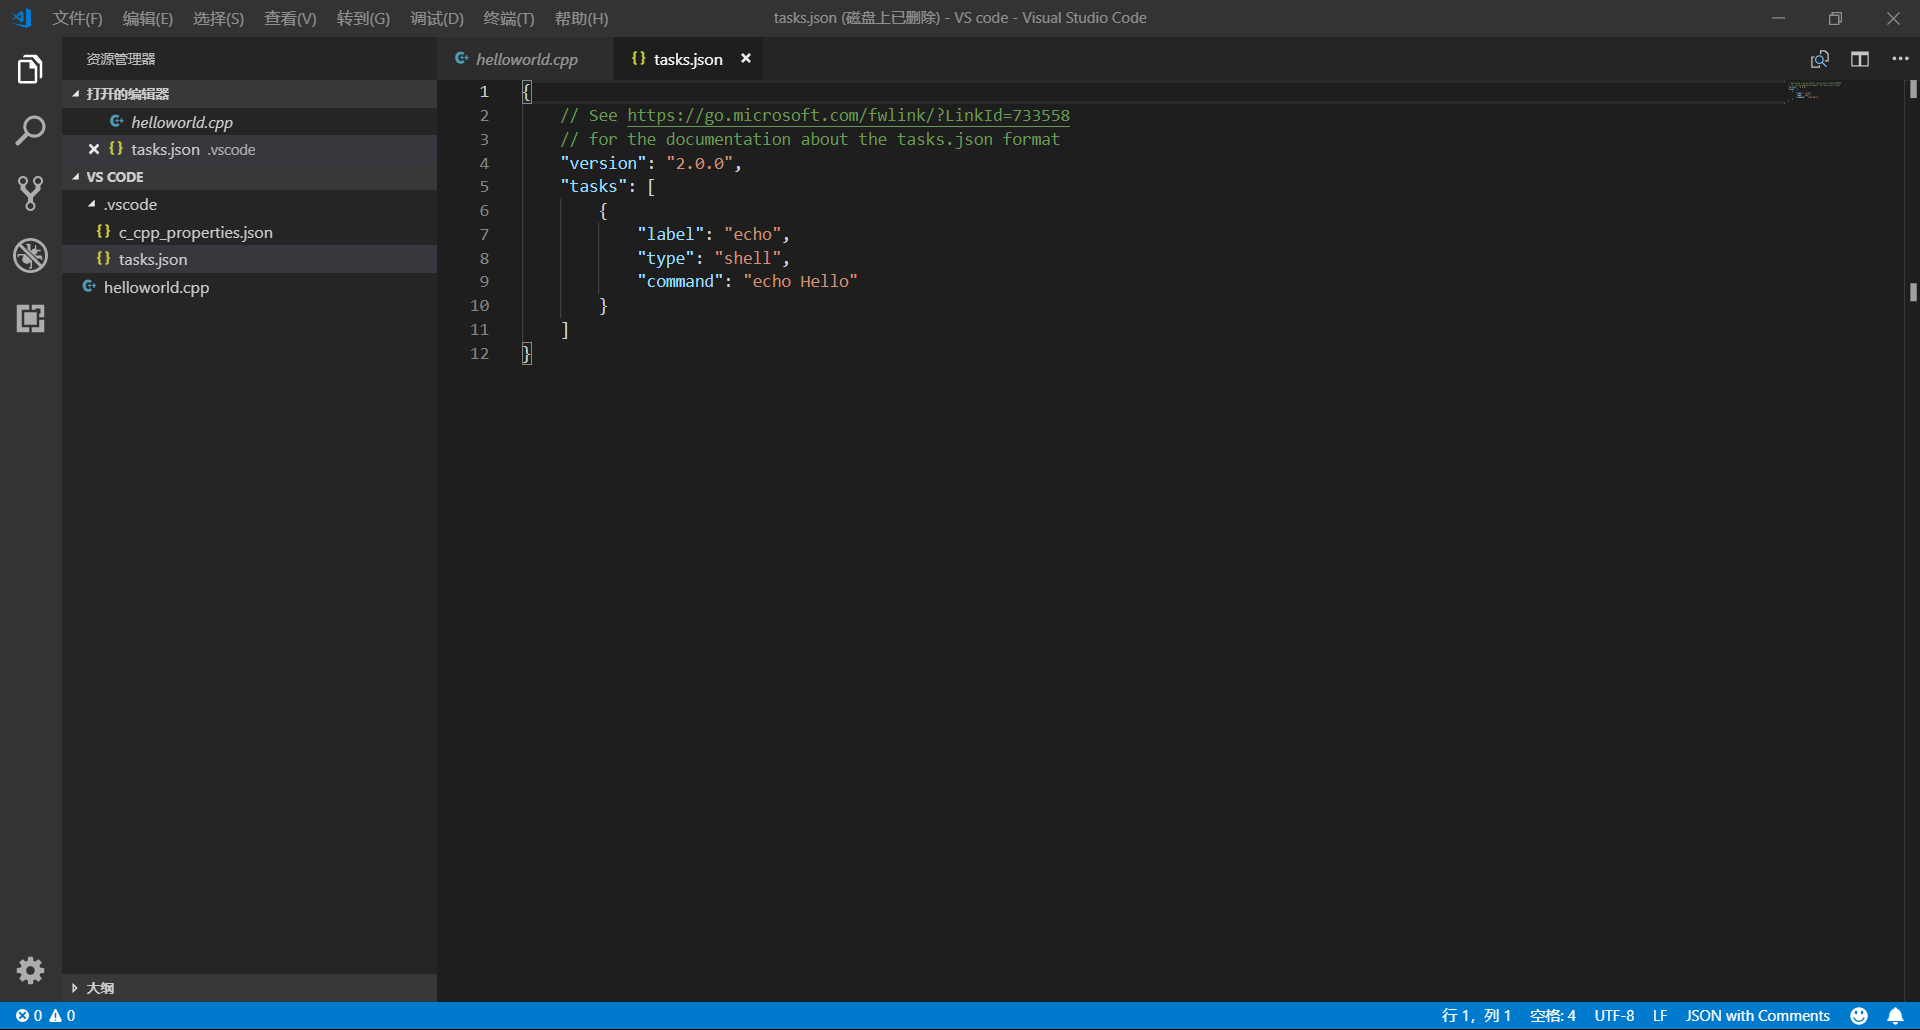 文件(F) 编辑(E) 选择(S) 查看(V) 转到(G) 调试(D) 终端(T) 帮助(H) tasks.json (磁盘上已删除) - VS code - Visual Studio Code
资源管理器
打开的编辑器
helloworld.cpp
tasks.json .vscode
VS CODE
.vscode
{} c_cpp_properties.json
{} tasks.json
helloworld.cpp
大纲
helloworld.cpp {} tasks.json
1 {
2 // See https://go.microsoft.com/fwlink/?LinkId=733558
3 // for the documentation about the tasks.json format
4 "version": "2.0.0",
5 "tasks": [
6 {
7 "label": "echo",
8 "type": "shell",
9 "command": "echo Hello"
10 }
11 ]
12 }
0 0 行 1，列 1 空格: 4 UTF-8 LF JSON with Comments